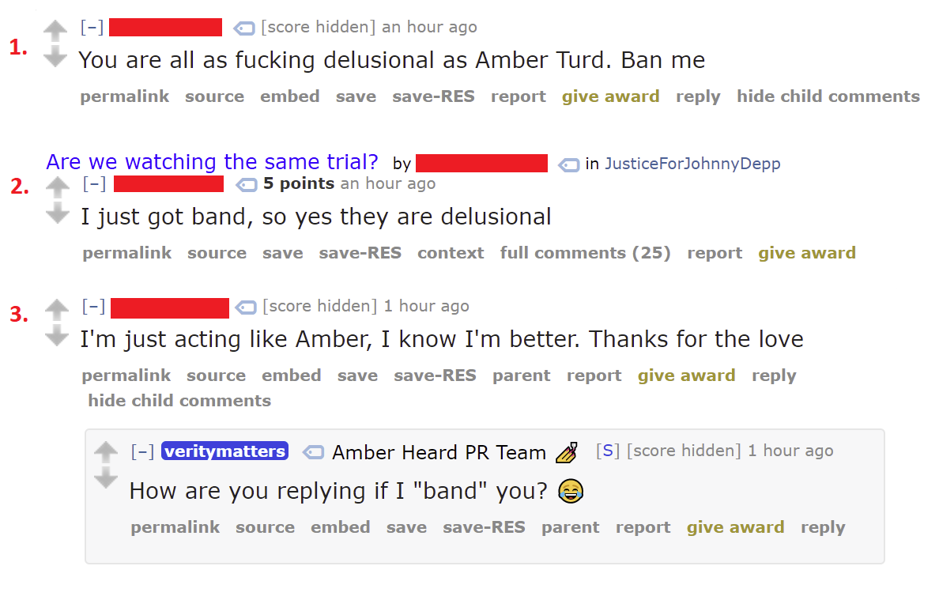 1.
[–] [score hidden] an hour ago
You are all as fucking delusional as Amber Turd. Ban me
permalink source embed save save-RES report give award reply hide child comments
Are we watching the same trial? by in JusticeForJohnnyDepp
2.
[–] 5 points an hour ago
I just got band, so yes they are delusional
permalink source save save-RES context full comments (25) report give award
3.
[–] [score hidden] 1 hour ago
I'm just acting like Amber, I know I'm better. Thanks for the love
permalink source embed save save-RES parent report give award reply
hide child comments
[–] veritymatters Amber Heard PR Team 💅 [S] [score hidden] 1 hour ago
How are you replying if I "band" you? 😂
permalink source embed save save-RES parent report give award reply